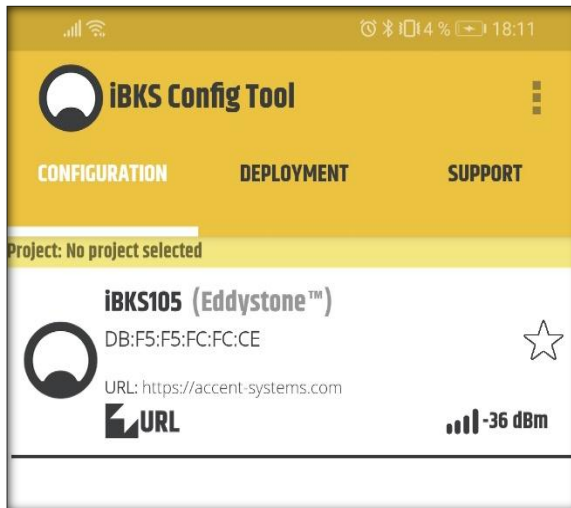 4 % 18:11
iBKS Config Tool
CONFIGURATION DEPLOYMENT SUPPORT
Project: No project selected
iBKS105 (Eddystone™)
DB:F5:F5:FC:FC:CE
URL: https://accent-systems.com
URL -36 dBm